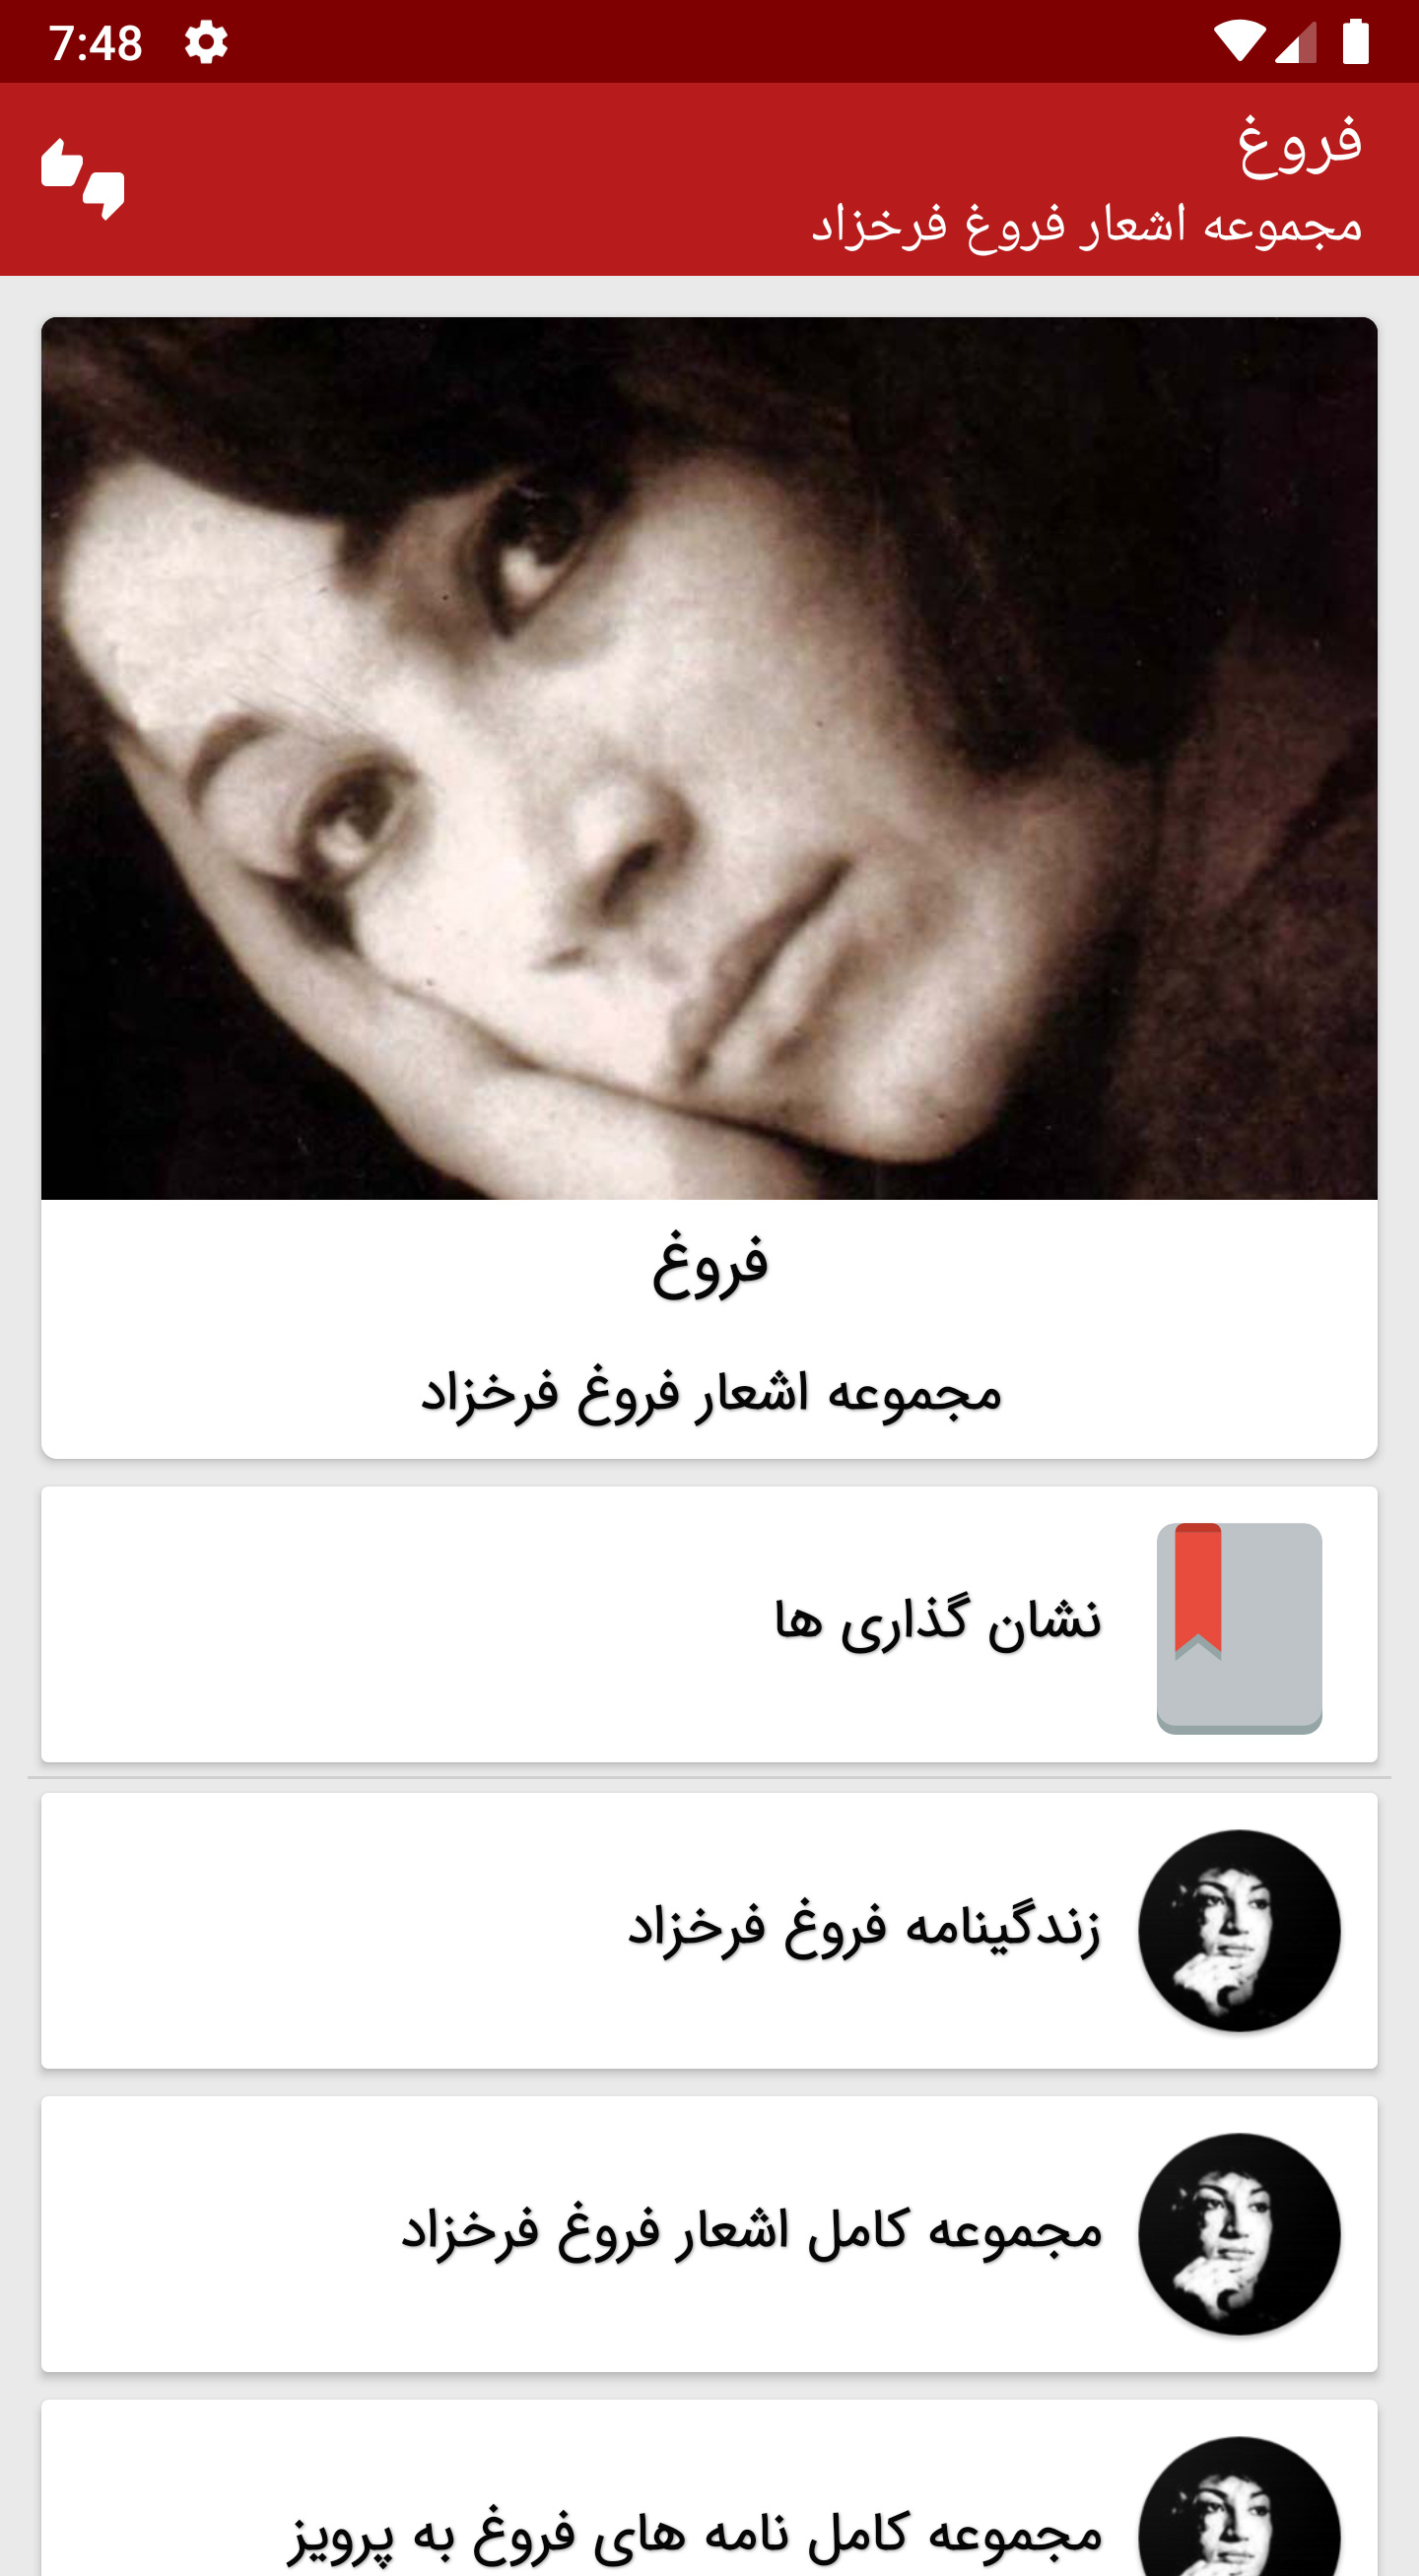 7:48
فروغ
مجموعه اشعار فروغ فرخزاد
فروغ
مجموعه اشعار فروغ فرخزاد
نشان گذاری ها
زندگینامه فروغ فرخزاد
مجموعه کامل اشعار فروغ فرخزاد
مجموعه کامل نامه های فروغ به پرویز